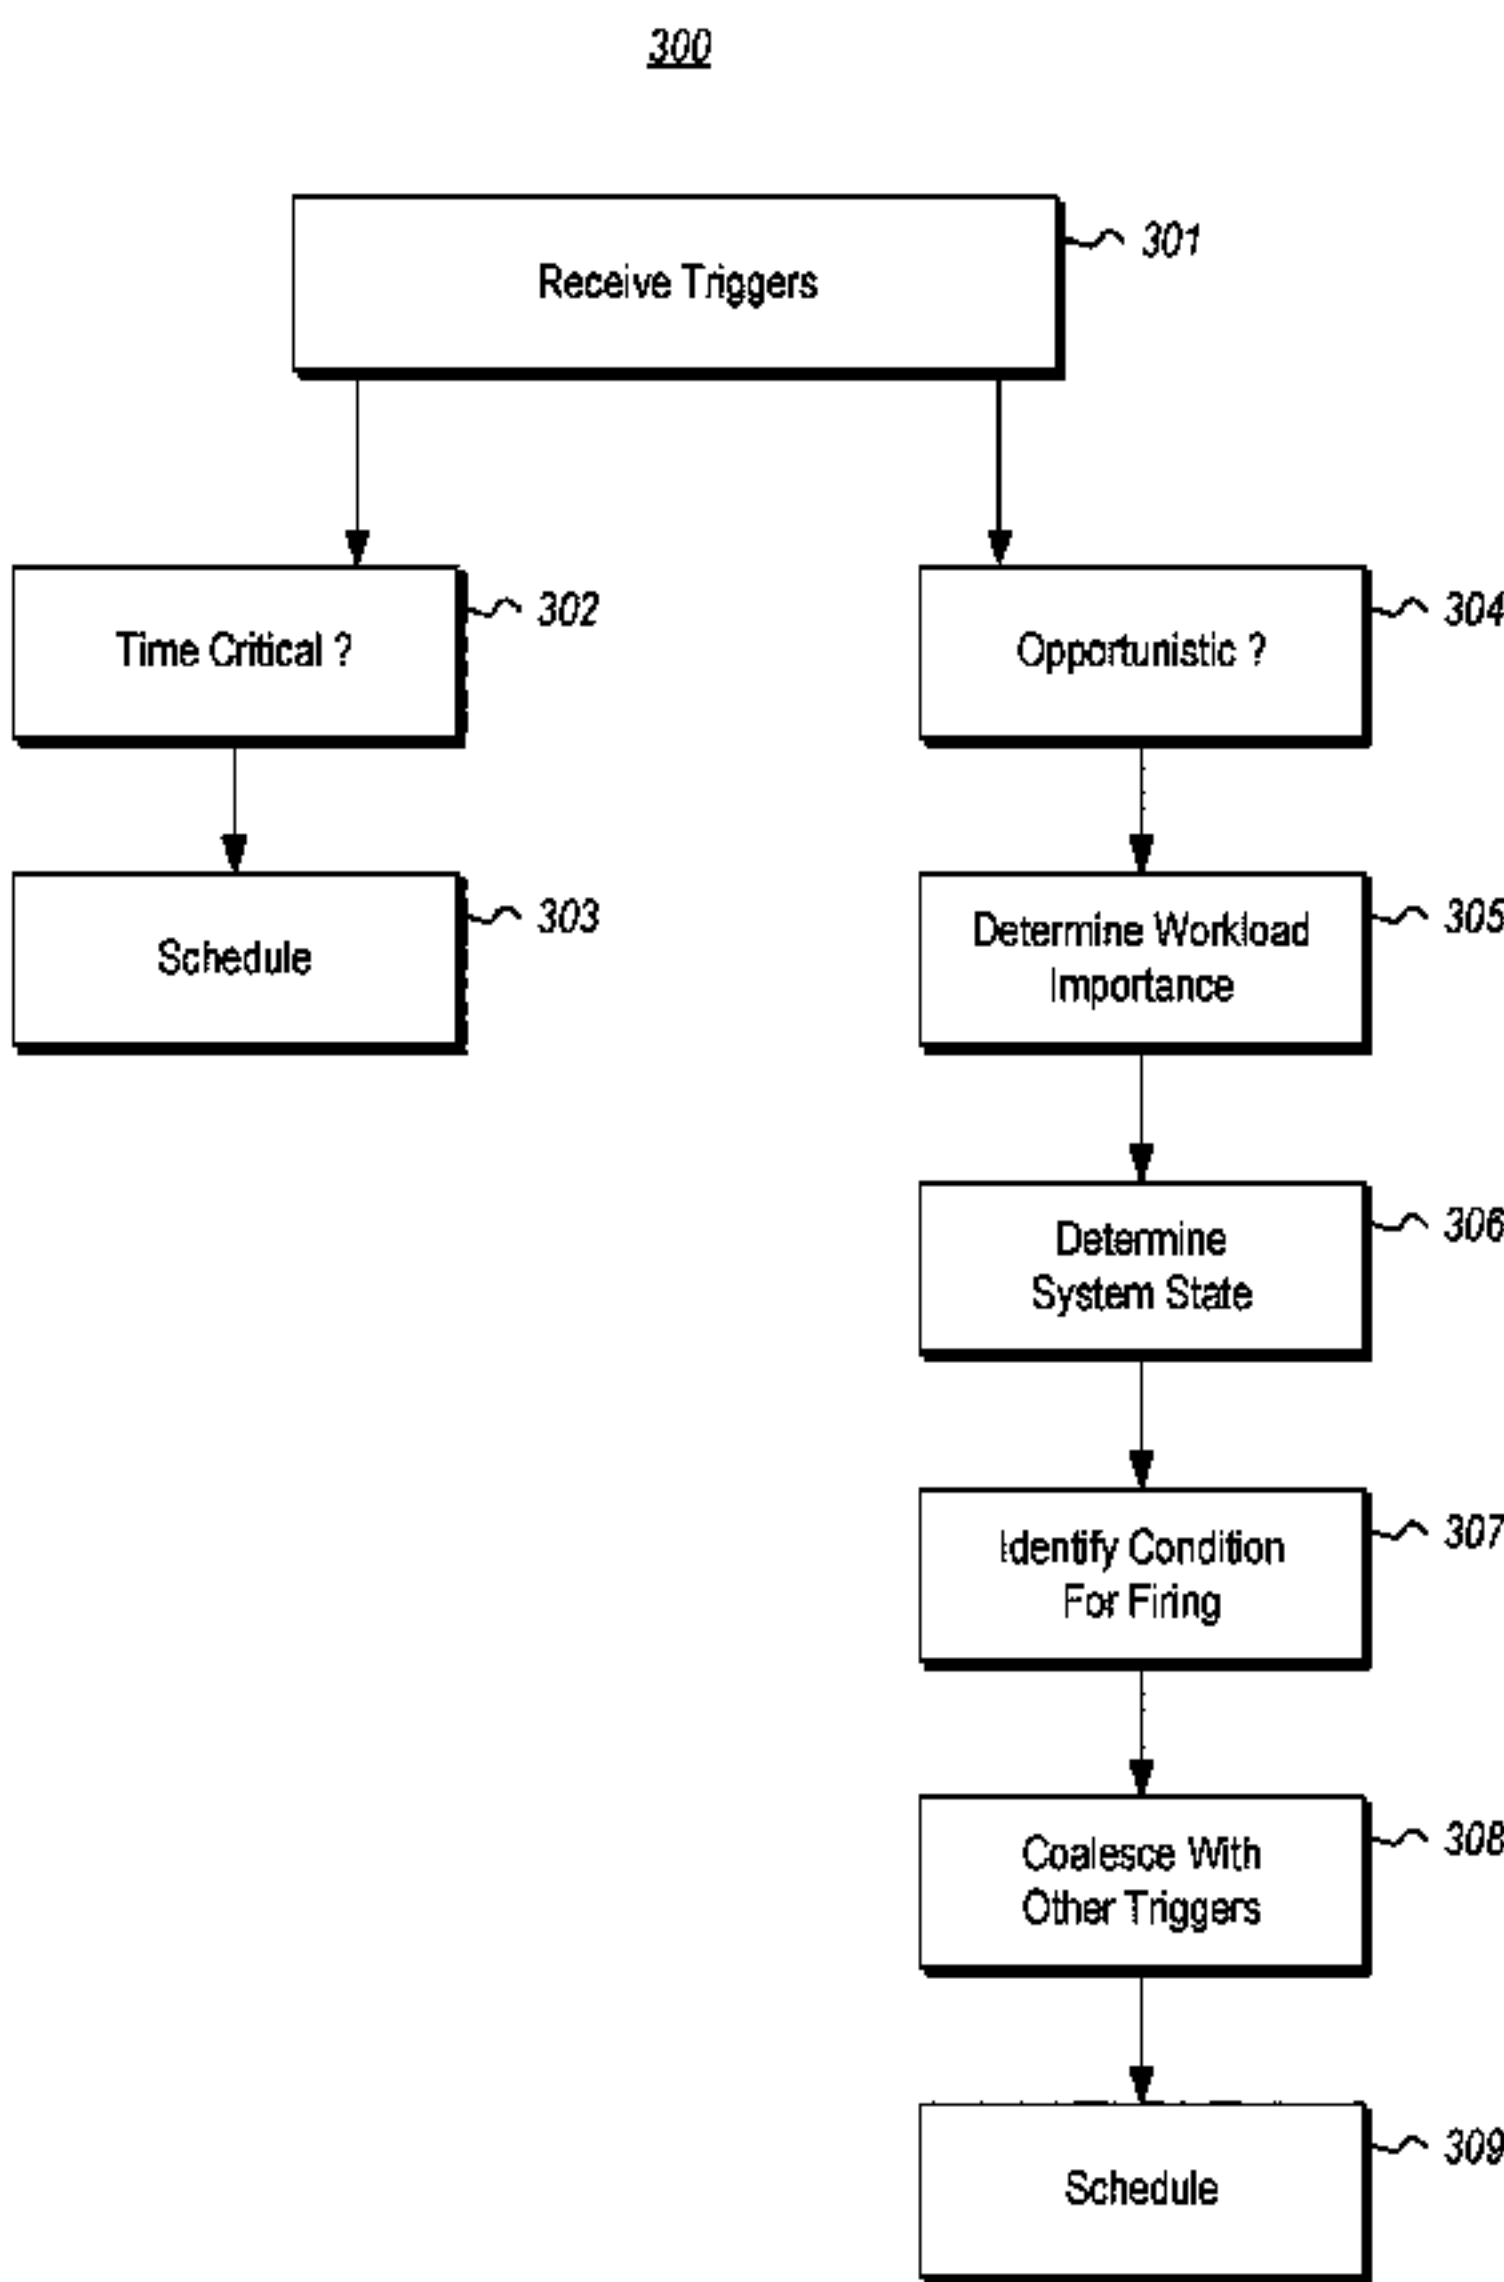 300
Receive Triggers
301
Time Critical ?
302
Opportunistic ?
304
Schedule
303
Determine Workload
Importance
305
Determine
System State
306
Identify Condition
For Firing
307
Coalesce With
Other Triggers
308
Schedule
309